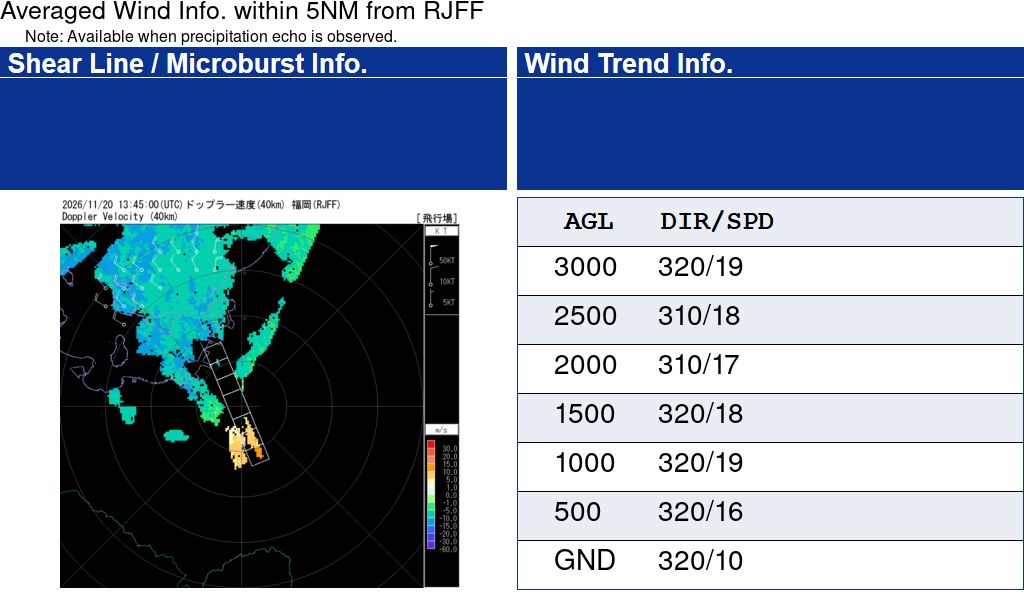 Averaged Wind Info. within 5NM from RJFF
Note: Available when precipitation echo is observed.
Shear Line / Microburst Info.
Wind Trend Info.
2026/11/20 13:45:00(UTC) ドップラー速度(40km) 福岡(RJFF)
Doppler Velocity (40km)
[飛行場]
KT
50KT
10KT
5KT
m/s
30.0
20.0
15.0
10.0
5.0
1.0
0.0
-1.0
-5.0
-10.0
-15.0
-20.0
-30.0
-60.0
AGL DIR/SPD
3000 320/19
2500 310/18
2000 310/17
1500 320/18
1000 320/19
500 320/16
GND 320/10